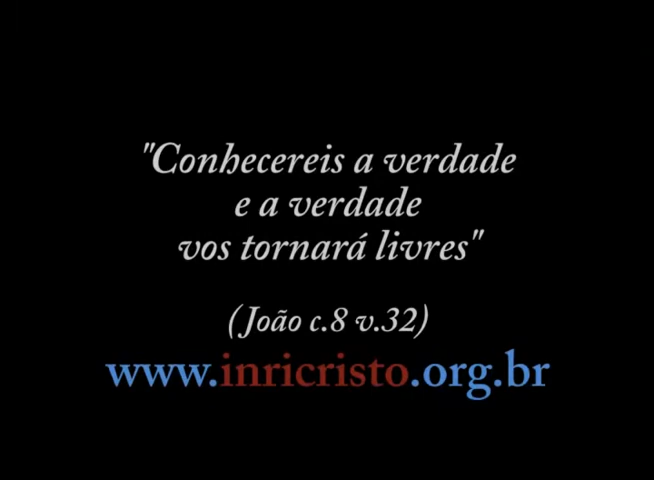 "Conhecereis a verdade
e a verdade
vos tornará livres"
(João c.8 v.32)
www.inricristo.org.br